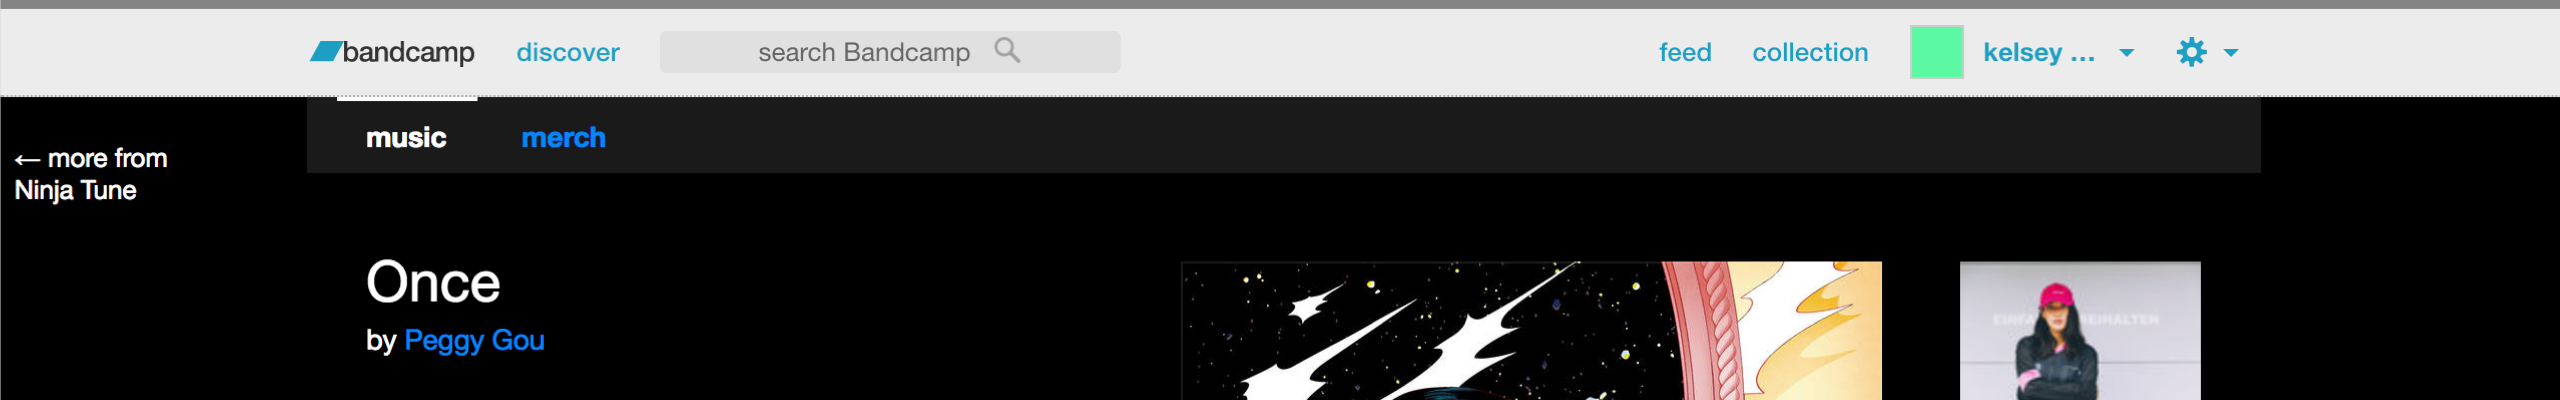 bandcamp discover search Bandcamp feed collection kelsey ...
music merch
← more from
Ninja Tune
Once
by Peggy Gou